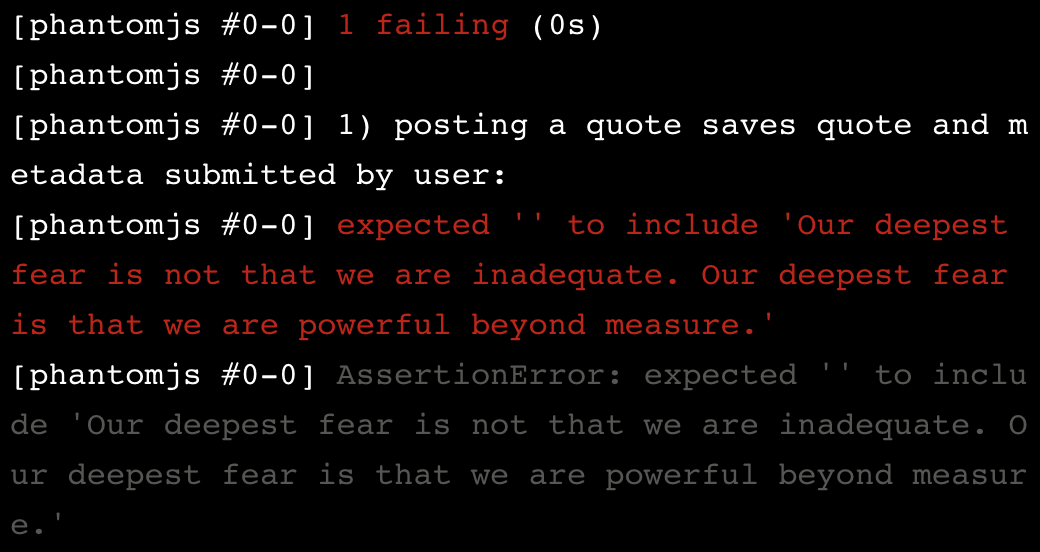 [phantomjs #0-0] 1 failing (0s)
[phantomjs #0-0]
[phantomjs #0-0] 1) posting a quote saves quote and m
etadata submitted by user:
[phantomjs #0-0] expected '' to include 'Our deepest
fear is not that we are inadequate. Our deepest fear
is that we are powerful beyond measure.'
[phantomjs #0-0] AssertionError: expected '' to inclu
de 'Our deepest fear is not that we are inadequate. O
ur deepest fear is that we are powerful beyond measur
e.'